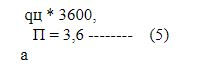 qц * 3600,
П = 3,6 -------- (5)
а